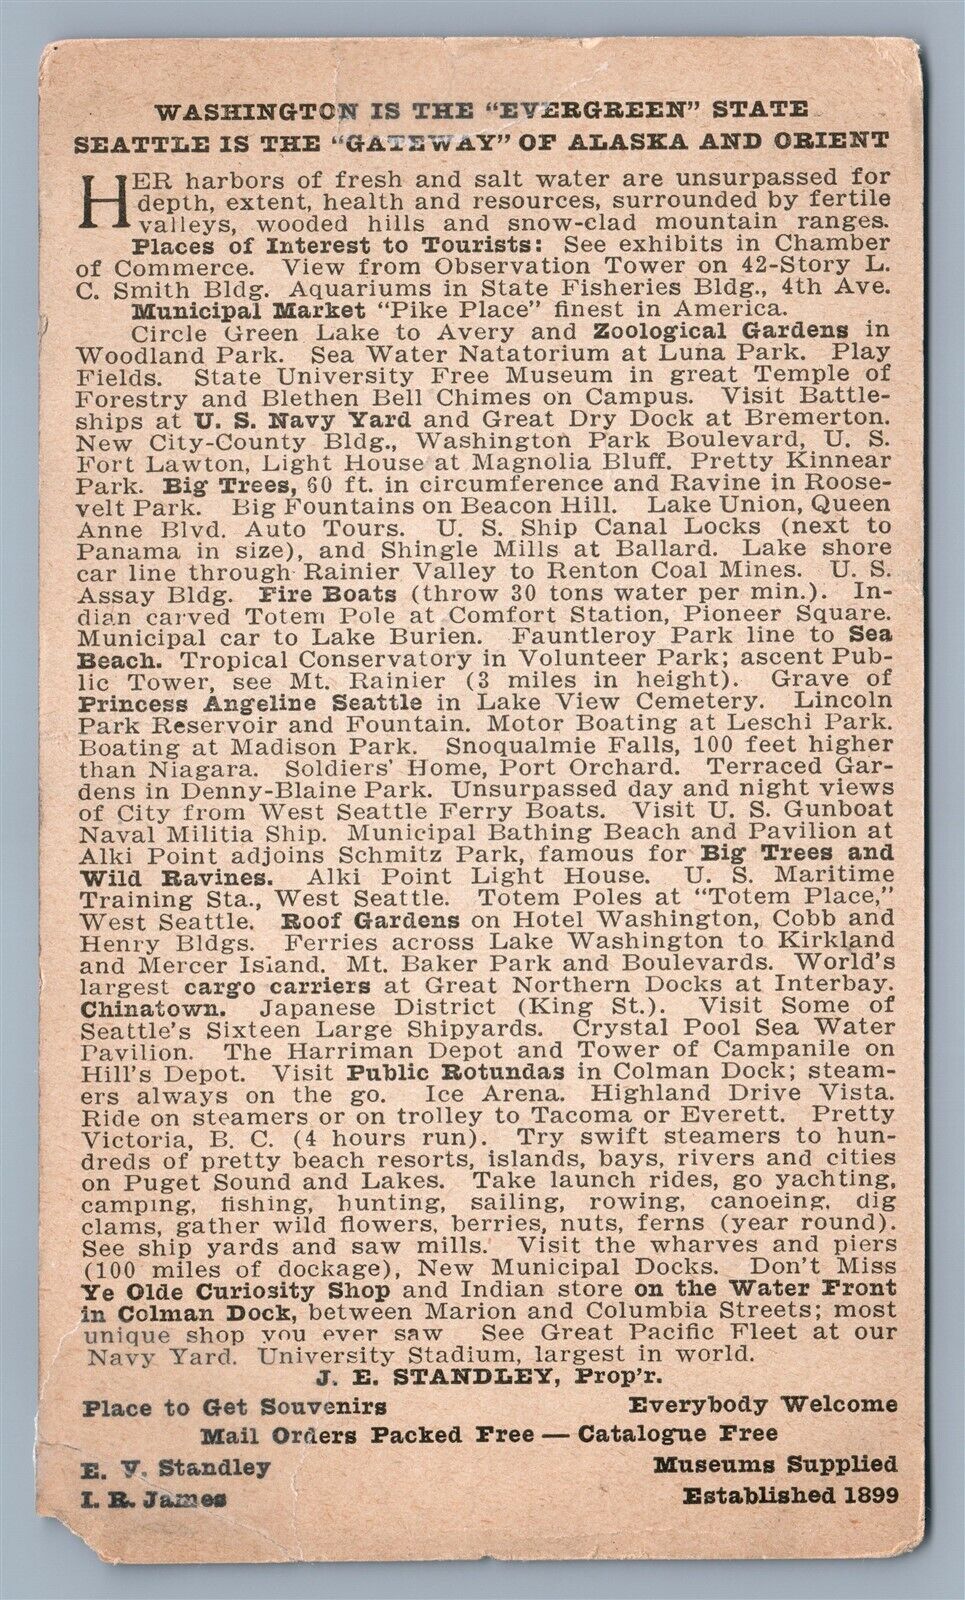 WASHINGTON IS THE “EVERGREEN” STATE
SEATTLE IS THE “GATEWAY” OF ALASKA AND ORIENT
HER harbors of fresh and salt water are unsurpassed for
depth, extent, health and resources, surrounded by fertile
valleys, wooded hills and snow-clad mountain ranges.
Places of Interest to Tourists: See exhibits in Chamber
of Commerce. View from Observation Tower on 42-Story L.
C. Smith Bldg. Aquariums in State Fisheries Bldg., 4th Ave.
Municipal Market “Pike Place” finest in America.
Circle Green Lake to Avery and Zoological Gardens in
Woodland Park. Sea Water Natatorium at Luna Park. Play
Fields. State University Free Museum in great Temple of
Forestry and Blethen Bell Chimes on Campus. Visit Battle-
ships at U. S. Navy Yard and Great Dry Dock at Bremerton.
New City-County Bldg., Washington Park Boulevard, U. S.
Fort Lawton, Light House at Magnolia Bluff. Pretty Kinnear
Park. Big Trees, 60 ft. in circumference and Ravine in Roose-
velt Park. Big Fountains on Beacon Hill. Lake Union, Queen
Anne Blvd. Auto Tours. U. S. Ship Canal Locks (next to
Panama in size), and Shingle Mills at Ballard. Lake shore
car line through Rainier Valley to Renton Coal Mines. U. S.
Assay Bldg. Fire Boats (throw 30 tons water per min.). In-
dian carved Totem Pole at Comfort Station, Pioneer Square.
Municipal car to Lake Burien. Fauntleroy Park line to Sea
Beach. Tropical Conservatory in Volunteer Park; ascent Pub-
lic Tower, see Mt. Rainier (3 miles in height). Grave of
Princess Angeline Seattle in Lake View Cemetery. Lincoln
Park Reservoir and Fountain. Motor Boating at Leschi Park.
Boating at Madison Park. Snoqualmie Falls, 100 feet higher
than Niagara. Soldiers’ Home, Port Orchard. Terraced Gar-
dens in Denny-Blaine Park. Unsurpassed day and night views
of City from West Seattle Ferry Boats. Visit U. S. Gunboat
Naval Militia Ship. Municipal Bathing Beach and Pavilion at
Alki Point adjoins Schmitz Park, famous for Big Trees and
Wild Ravines. Alki Point Light House. U. S. Maritime
Training Sta., West Seattle. Totem Poles at “Totem Place,”
West Seattle. Roof Gardens on Hotel Washington, Cobb and
Henry Bldgs. Ferries across Lake Washington to Kirkland
and Mercer Island. Mt. Baker Park and Boulevards. World’s
largest cargo carriers at Great Northern Docks at Interbay.
Chinatown. Japanese District (King St.). Visit Some of
Seattle’s Sixteen Large Shipyards. Crystal Pool Sea Water
Pavilion. The Harriman Depot and Tower of Campanile on
Hill’s Depot. Visit Public Rotundas in Colman Dock; steam-
ers always on the go. Ice Arena. Highland Drive Vista.
Ride on steamers or on trolley to Tacoma or Everett. Pretty
Victoria, B. C. (4 hours run). Try swift steamers to hun-
dreds of pretty beach resorts, islands, bays, rivers and cities
on Puget Sound and Lakes. Take launch rides, go yachting,
camping, fishing, hunting, sailing, rowing, canoeing, dig
clams, gather wild flowers, berries, nuts, ferns (year round).
See ship yards and saw mills. Visit the wharves and piers
(100 miles of dockage), New Municipal Docks. Don’t Miss
Ye Olde Curiosity Shop and Indian store on the Water Front
in Colman Dock, between Marion and Columbia Streets; most
unique shop you ever saw See Great Pacific Fleet at our
Navy Yard. University Stadium, largest in world.
J. E. STANDLEY, Prop’r.
Place to Get Souvenirs Everybody Welcome
Mail Orders Packed Free — Catalogue Free
E. V. Standley Museums Supplied
I. R. James Established 1899